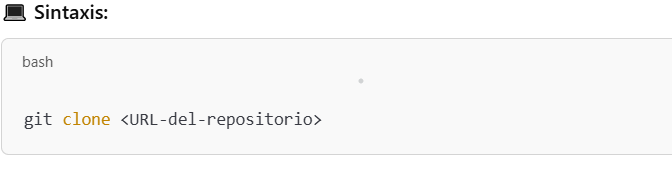 💻 Sintaxis:
bash
git clone <URL-del-repositorio>